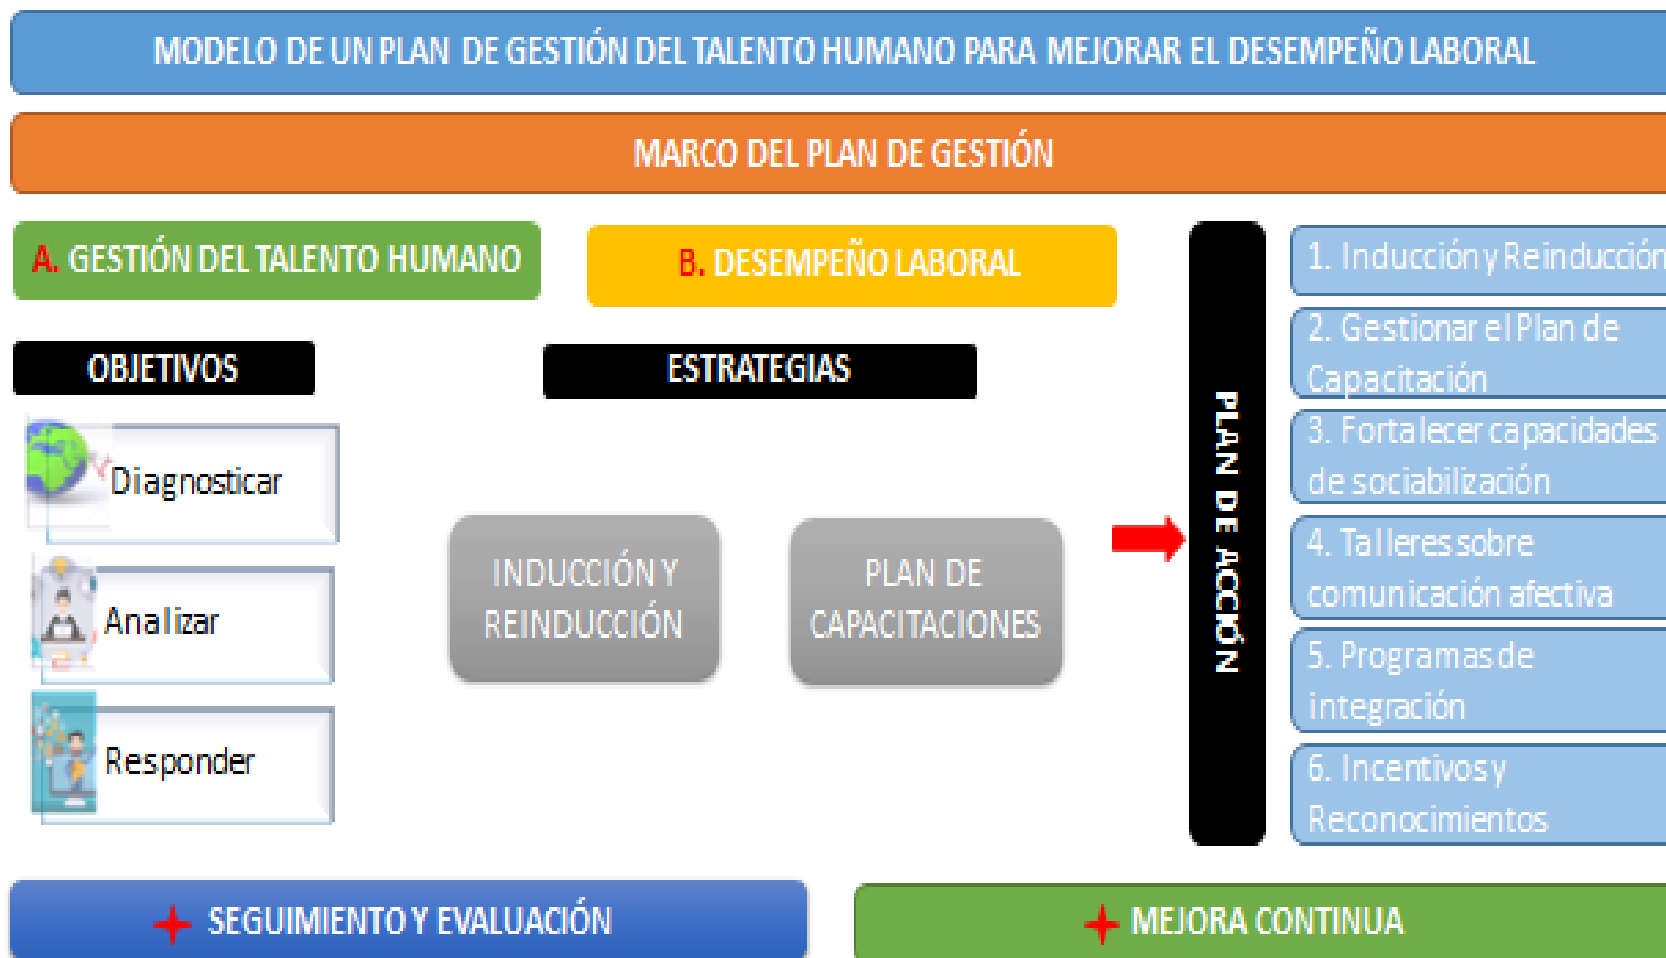 MODELO DE UN PLAN DE GESTIÓN DEL TALENTO HUMANO PARA MEJORAR EL DESEMPEÑO LABORAL
MARCO DEL PLAN DE GESTIÓN
A. GESTIÓN DEL TALENTO HUMANO
B. DESEMPEÑO LABORAL
OBJETIVOS
Diagnosticar
Analizar
Responder
ESTRATEGIAS
INDUCCIÓN Y
REINDUCCIÓN
PLAN DE
CAPACITACIONES
PLAN DE ACCCIÓN
1. Inducción y Reinducción
2. Gestionar el Plan de
Capacitación
3. Fortalecer capacidades
de sociabilización
4. Talleres sobre
comunicación afectiva
5. Programas de
integración
6. Incentivos y
Reconocimientos
SEGUIMIENTO Y EVALUACIÓN
MEJORA CONTINUA